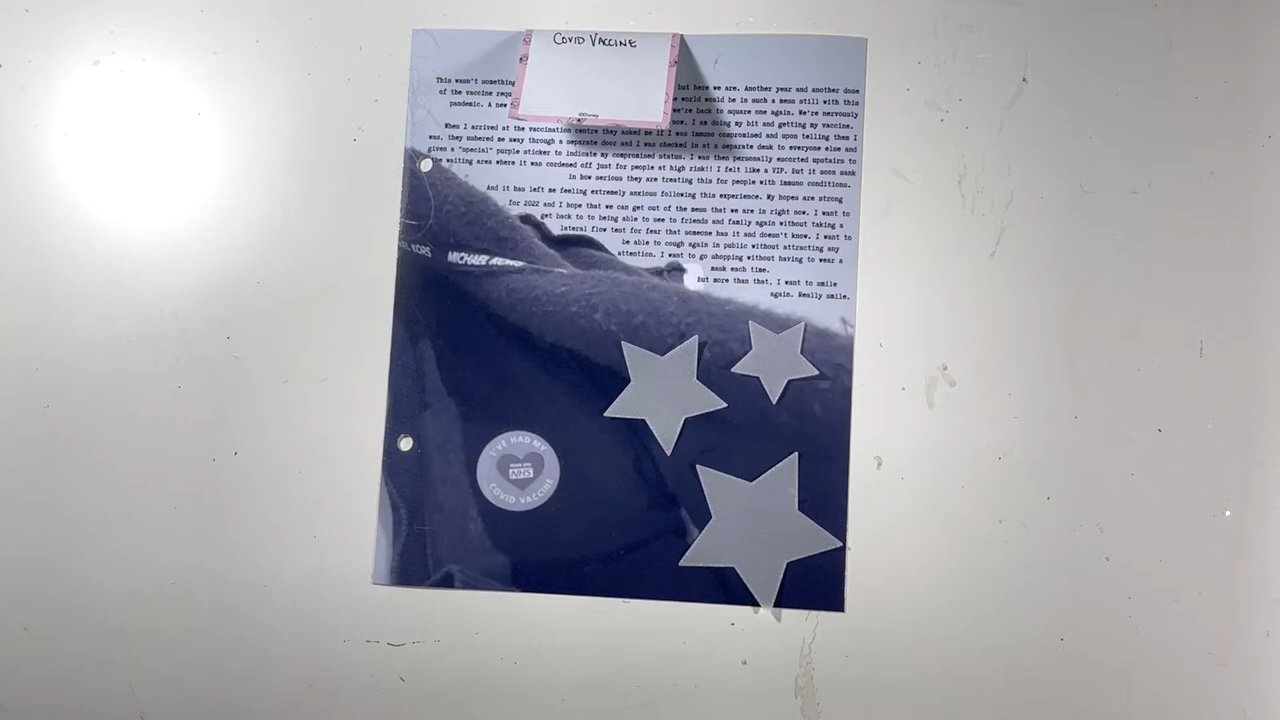 COVID VACCINE
©Disney
This wasn't something but here we are. Another year and another dose
of the vaccine requ world would be in such a mess still with this
pandemic. A new we're back to square one again. We're nervously
now. I am doing my bit and getting my vaccine.
When I arrived at the vaccination centre they asked me if I was immuno compromised and upon telling them I
was, they ushered me away through a separate door and I was checked in at a separate desk to everyone else and
given a "special" purple sticker to indicate my compromised status. I was then personally escorted upstairs to
the waiting area where it was cordened off just for people at high risk!! I felt like a VIP. But it soon sank
in how serious they are treating this for people with immuno conditions.
And it has left me feeling extremely anxious following this experience. My hopes are strong
for 2022 and I hope that we can get out of the mess that we are in right now. I want to
get back to to being able to see to friends and family again without taking a
lateral flow test for fear that someone has it and doesn't know. I want to
be able to cough again in public without attracting any
attention. I want to go shopping without having to wear a
mask each time.
But more than that, I want to smile
again. Really smile.
KORS MICHAEL KORS
I'VE HAD MY
thank you
NHS
COVID VACCINE